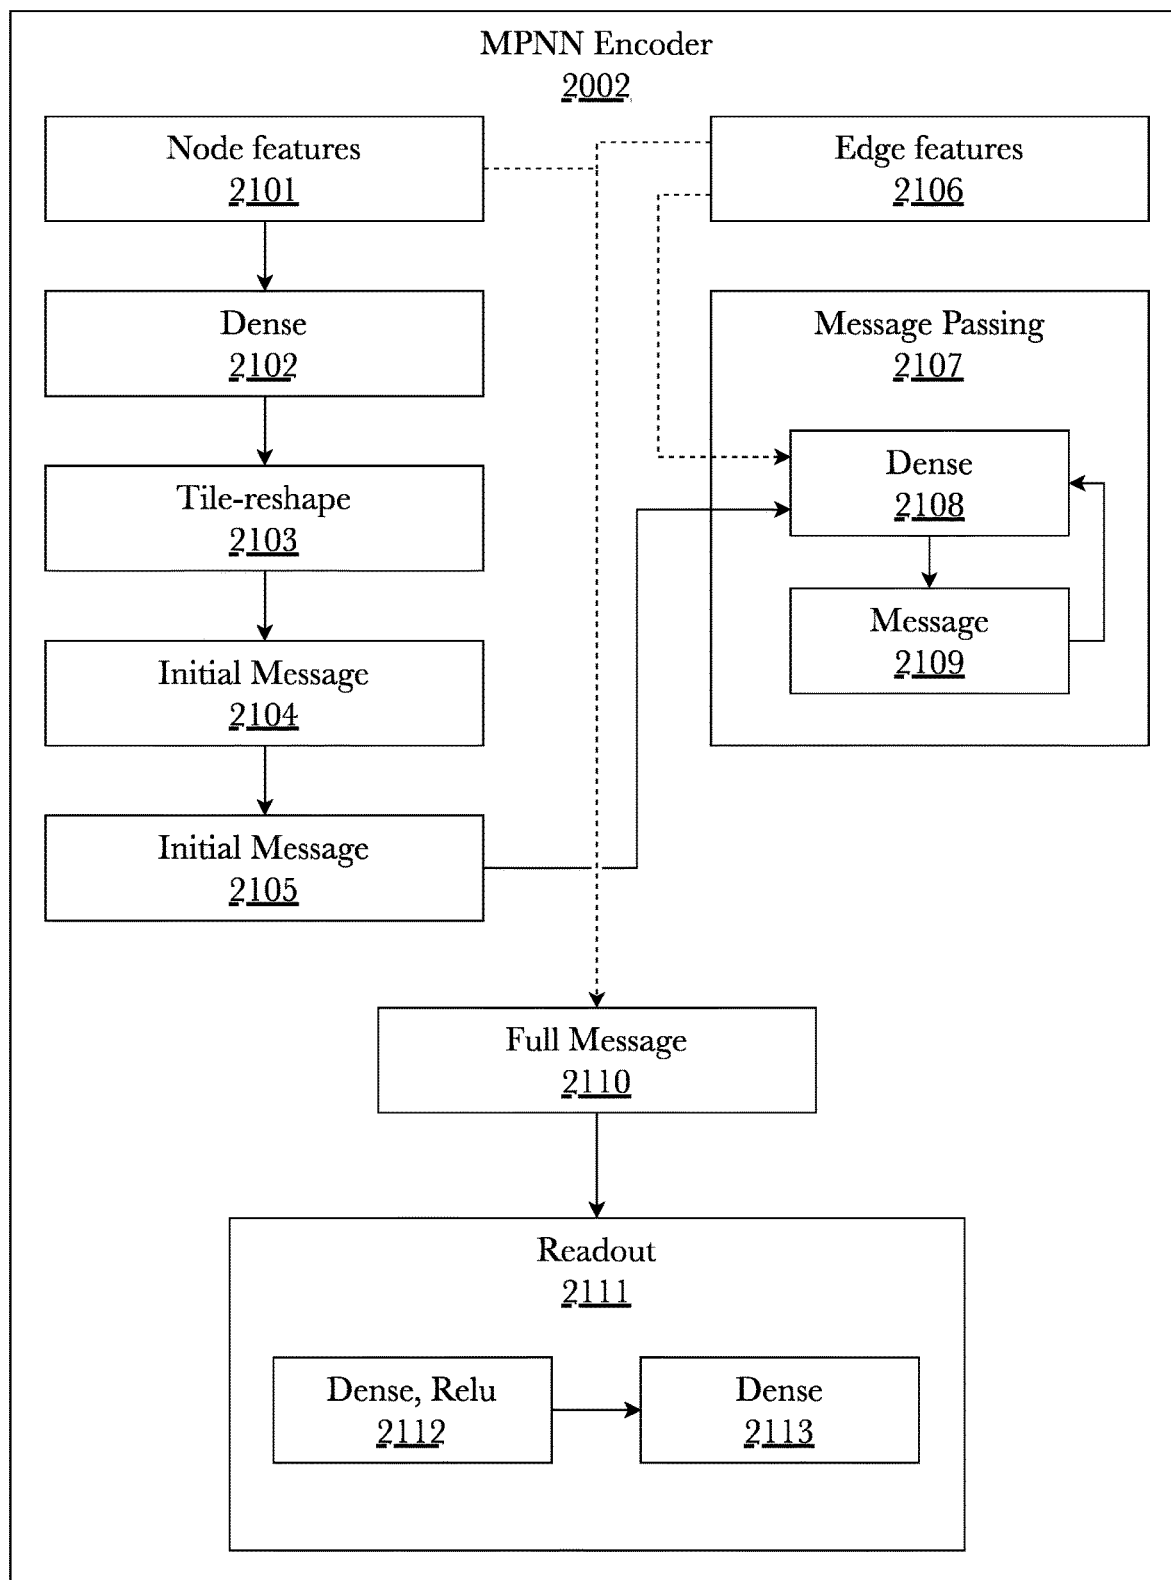 MPNN Encoder
2002
Node features
2101
Edge features
2106
Dense
2102
Message Passing
2107
Tile-reshape
2103
Dense
2108
Initial Message
2104
Message
2109
Initial Message
2105
Full Message
2110
Readout
2111
Dense, Relu
2112
Dense
2113